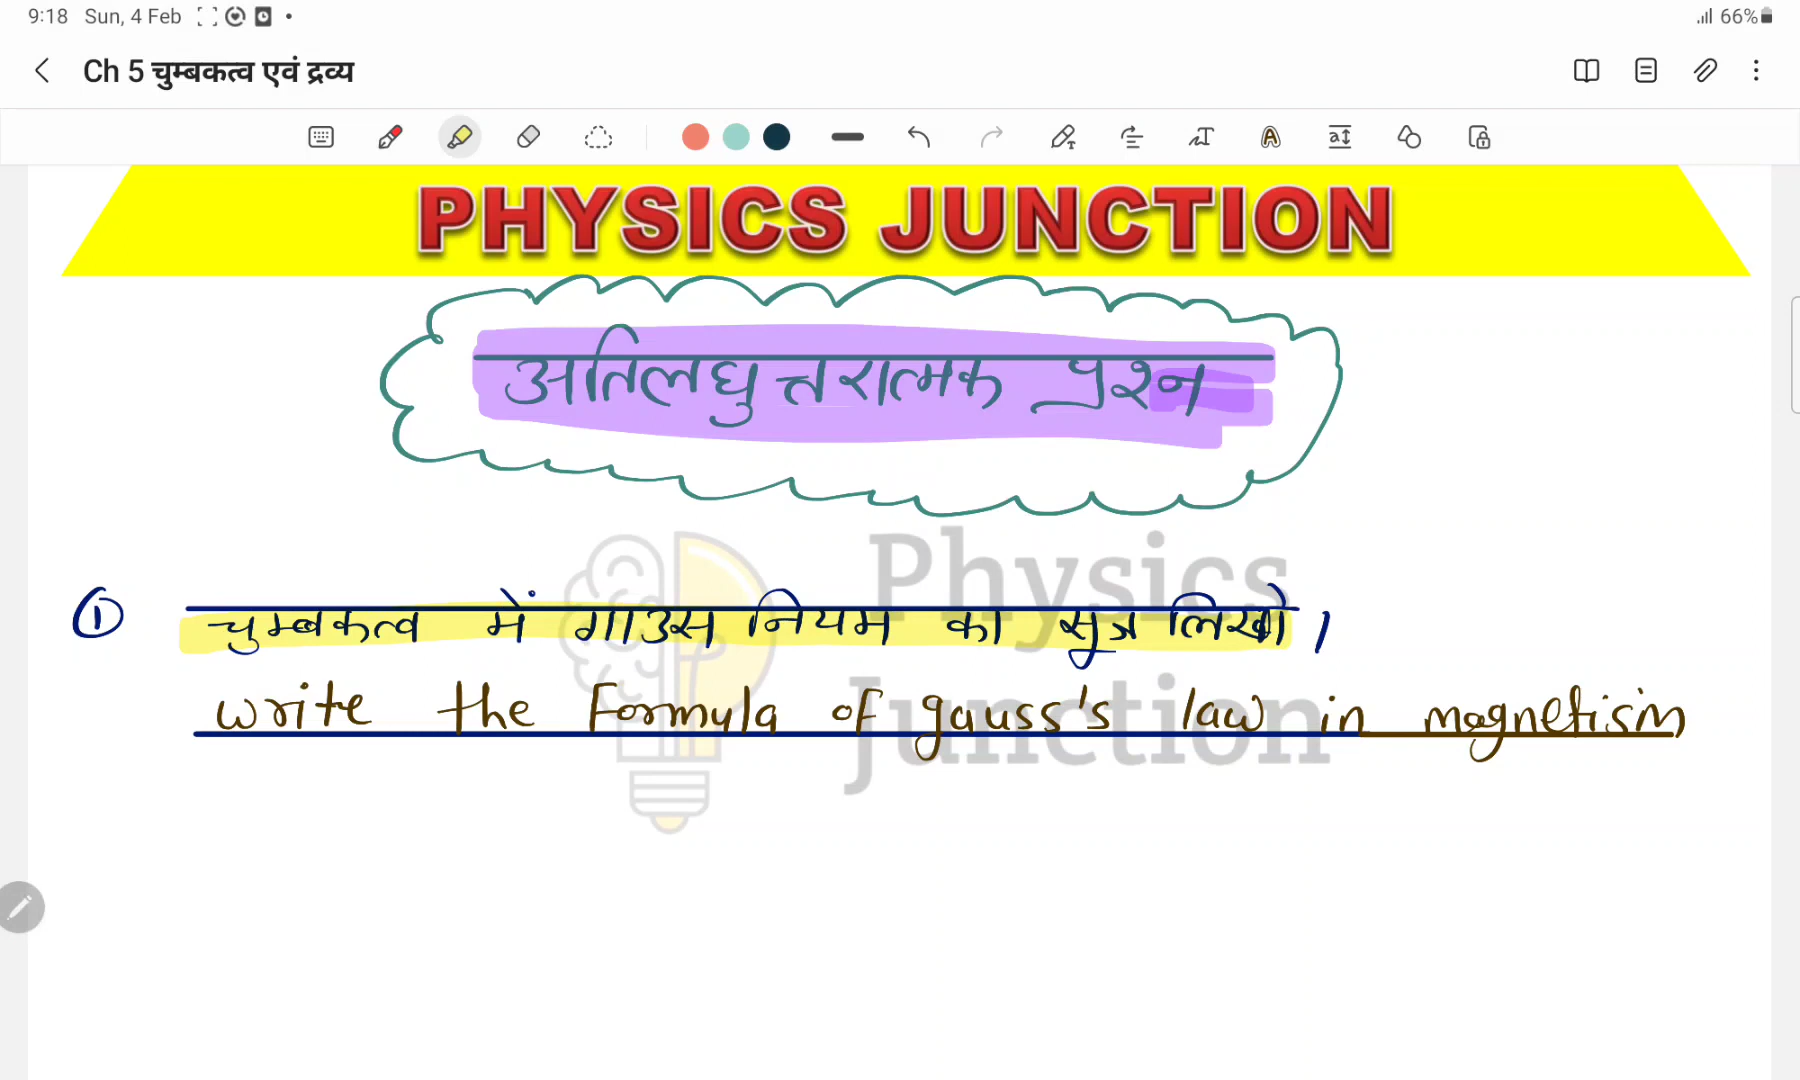 9:18 Sun, 4 Feb 66%
Ch 5 चुम्बकत्व एवं द्रव्य
PHYSICS JUNCTION
अतिलघुत्तरात्मक प्रश्न
Physics
Junction
① चुम्बकत्व में गाउस नियम का सूत्र लिखो।
write the Formula of gauss's law in magnetism